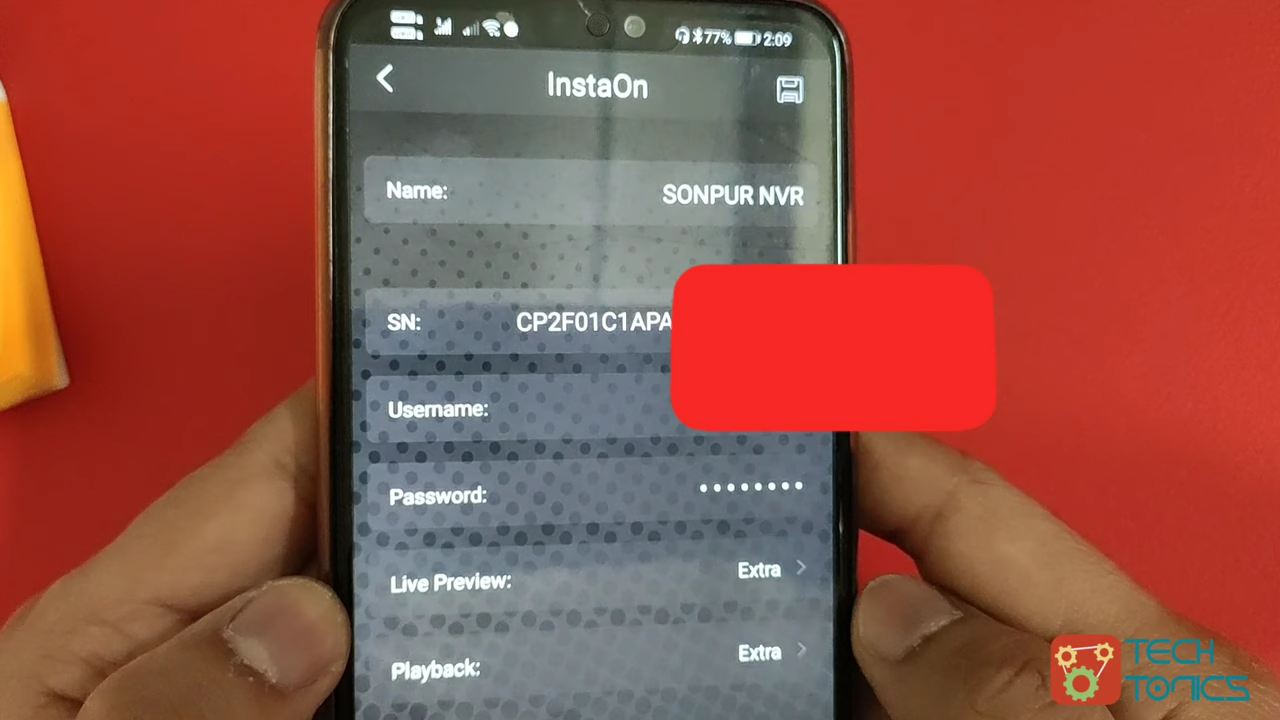 77% 2:09
InstaOn
Name: SONPUR NVR
SN: CP2F01C1APA
Username:
Password: ••••••••
Live Preview: Extra
Playback: Extra
TECH
TONICS